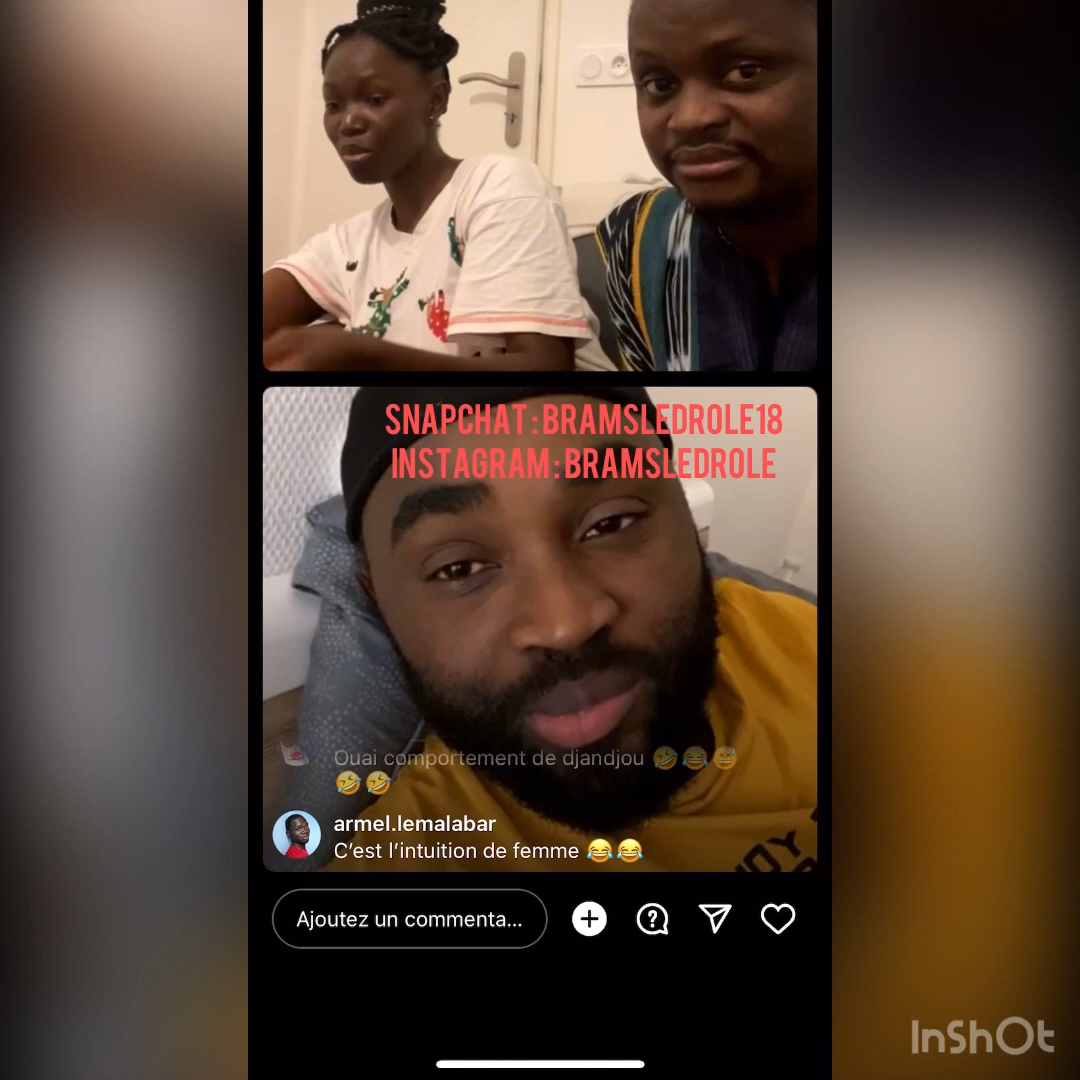 SNAPCHAT : BRAMSLEDROLE18
INSTAGRAM : BRAMSLEDROLE
Ouai comportement de djandjou 🤣😂😅
🤣🤣
armel.lemalabar
C’est l’intuition de femme 😂😂
Ajoutez un commenta...
InShOt